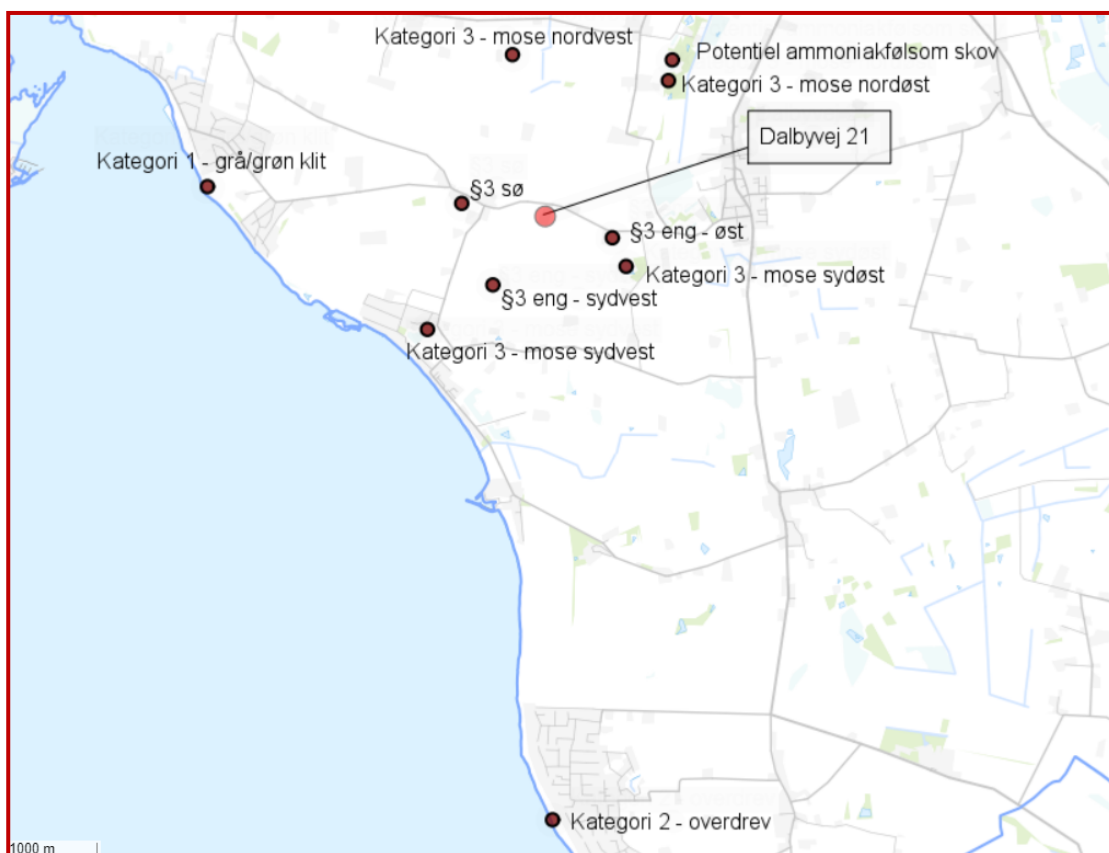 Kategori 3 - mose nordvest
Potentiel ammoniakfølsom skov
Kategori 3 - mose nordøst
Dalbyvej 21
Kategori 1 - grå/grøn klit
§3 sø
§3 eng - øst
Kategori 3 - mose sydøst
§3 eng - sydvest
Kategori 3 - mose sydvest
Kategori 2 - overdrev
1000 m